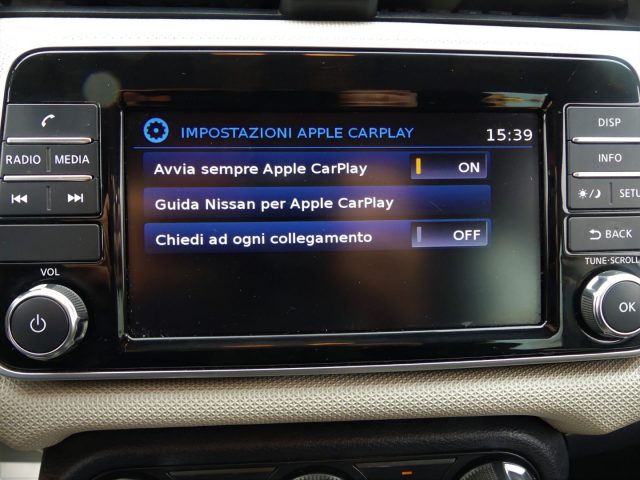 IMPOSTAZIONI APPLE CARPLAY 15:39
Avvia sempre Apple CarPlay ON
Guida Nissan per Apple CarPlay
Chiedi ad ogni collegamento OFF
RADIO MEDIA
VOL
DISP
INFO
SETU
BACK
TUNE·SCROLL
OK